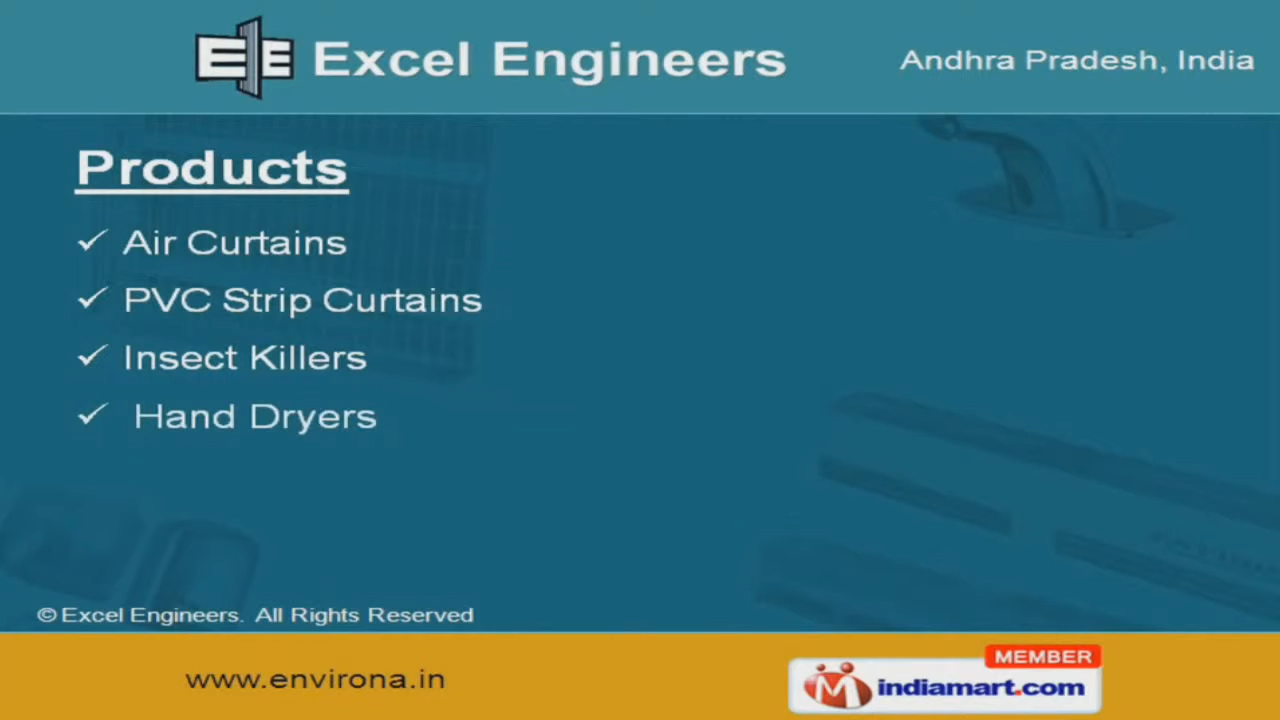 EE Excel Engineers
Andhra Pradesh, India
Products
✓ Air Curtains
✓ PVC Strip Curtains
✓ Insect Killers
✓ Hand Dryers
© Excel Engineers. All Rights Reserved
www.environa.in
MEMBER
indiamart.com